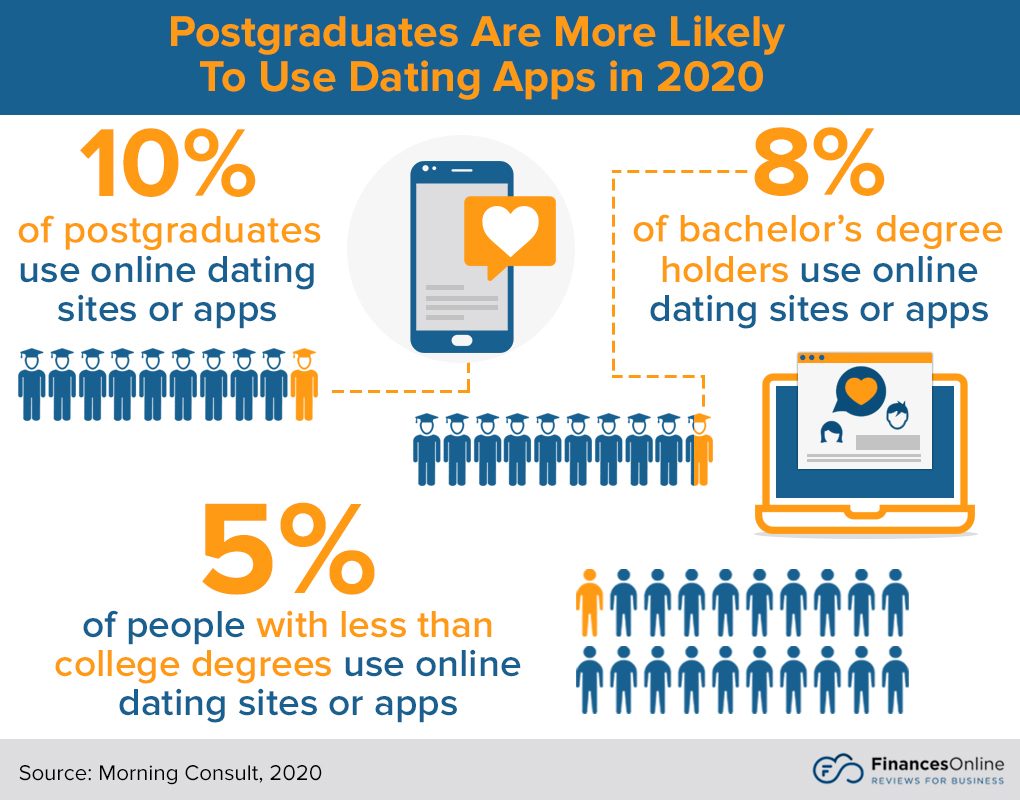 Postgraduates Are More Likely
To Use Dating Apps in 2020
10%
of postgraduates
use online dating
sites or apps
8%
of bachelor’s degree
holders use online
dating sites or apps
5%
of people with less than
college degrees use online
dating sites or apps
Source: Morning Consult, 2020
FinancesOnline
REVIEWS FOR BUSINESS